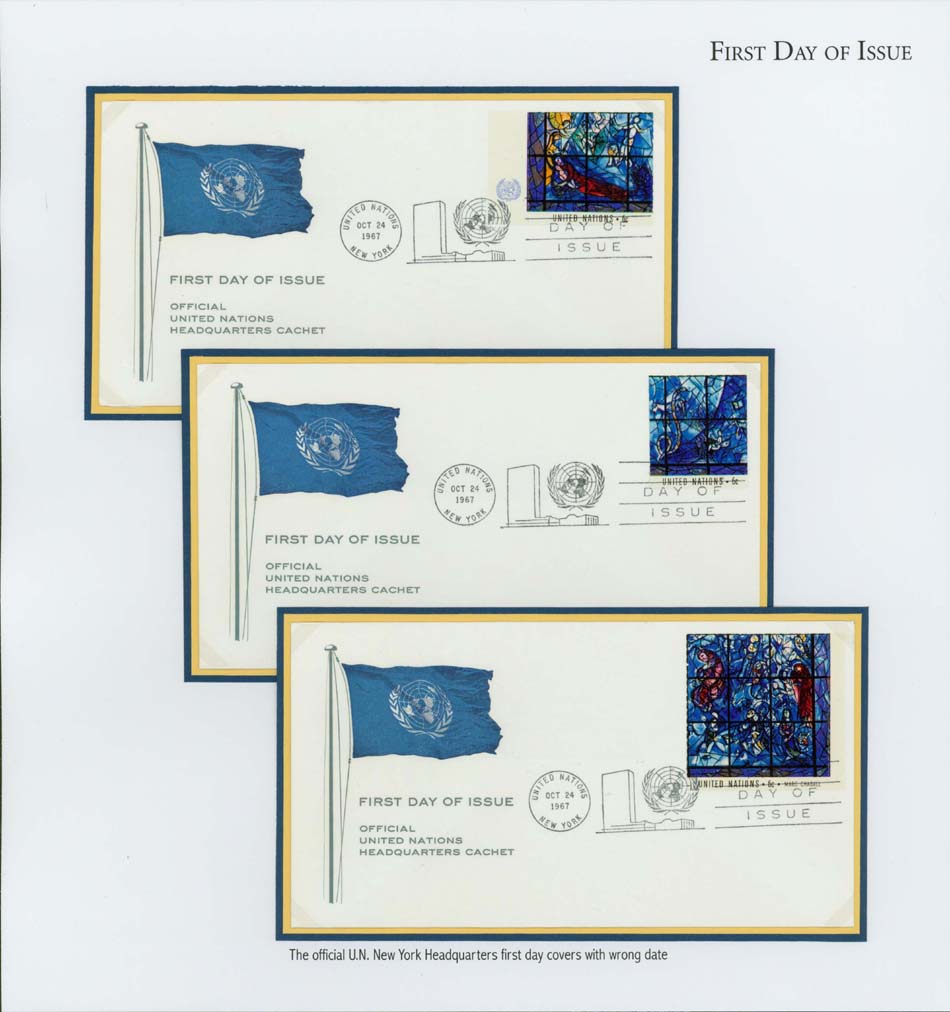 FIRST DAY OF ISSUE
UNITED NATIONS • 6c
UNITED NATIONS
OCT 24
1967
NEW YORK
DAY OF
ISSUE
FIRST DAY OF ISSUE
OFFICIAL
UNITED NATIONS
HEADQUARTERS CACHET
UNITED NATIONS • 6c
UNITED NATIONS
OCT 24
1967
NEW YORK
DAY OF
ISSUE
FIRST DAY OF ISSUE
OFFICIAL
UNITED NATIONS
HEADQUARTERS CACHET
UNITED NATIONS • 6c • MARC CHAGALL
UNITED NATIONS
OCT 24
1967
NEW YORK
DAY OF
ISSUE
FIRST DAY OF ISSUE
OFFICIAL
UNITED NATIONS
HEADQUARTERS CACHET
The official U.N. New York Headquarters first day covers with wrong date